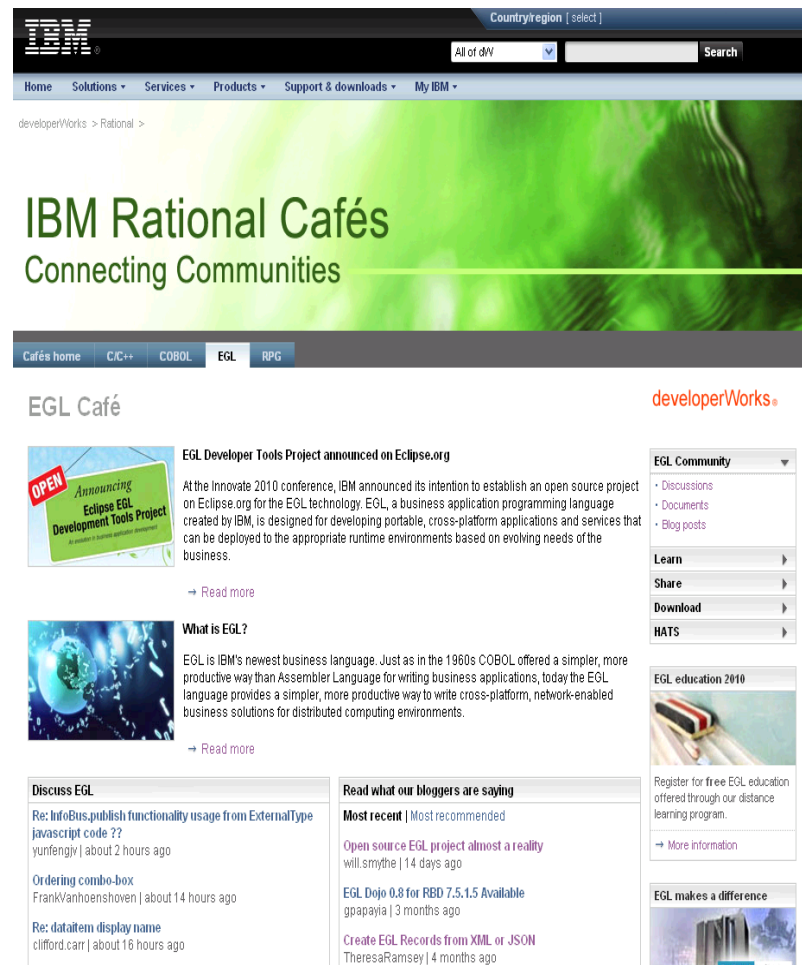 Country/region [ select ]
IBM®
All of dW
Search
Home Solutions Services Products Support & downloads My IBM
developerWorks > Rational >
IBM Rational Cafés
Connecting Communities
Cafés home C/C++ COBOL EGL RPG
EGL Café
developerWorks®
OPEN
Announcing
Eclipse EGL
Development Tools Project
An evolution in business application development
EGL Developer Tools Project announced on Eclipse.org
At the Innovate 2010 conference, IBM announced its intention to establish an open source project
on Eclipse.org for the EGL technology. EGL, a business application programming language
created by IBM, is designed for developing portable, cross-platform applications and services that
can be deployed to the appropriate runtime environments based on evolving needs of the
business.
→ Read more
What is EGL?
EGL is IBM's newest business language. Just as in the 1960s COBOL offered a simpler, more
productive way than Assembler Language for writing business applications, today the EGL
language provides a simpler, more productive way to write cross-platform, network-enabled
business solutions for distributed computing environments.
→ Read more
EGL Community
Discussions
Documents
Blog posts
Learn
Share
Download
HATS
EGL education 2010
Register for free EGL education
offered through our distance
learning program.
→ More information
EGL makes a difference
Discuss EGL
Re: InfoBus.publish functionality usage from ExternalType
javascript code ??
yunfengjv | about 2 hours ago
Ordering combo-box
FrankVanhoenshoven | about 14 hours ago
Re: dataitem display name
clifford.carr | about 16 hours ago
Read what our bloggers are saying
Most recent | Most recommended
Open source EGL project almost a reality
will.smythe | 14 days ago
EGL Dojo 0.8 for RBD 7.5.1.5 Available
gpapayia | 3 months ago
Create EGL Records from XML or JSON
TheresaRamsey | 4 months ago